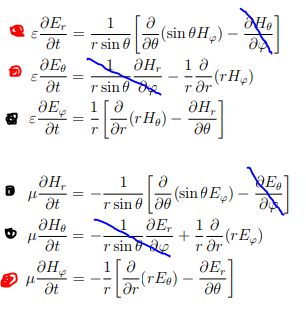 ε ∂E_r/∂t = 1/(r sin θ) [ ∂/∂θ (sin θ H_φ) − ∂H_θ/∂φ ]
ε ∂E_θ/∂t = 1/(r sin θ) ∂H_r/∂φ − 1/r ∂/∂r (r H_φ)
ε ∂E_φ/∂t = 1/r [ ∂/∂r (r H_θ) − ∂H_r/∂θ ]
μ ∂H_r/∂t = − 1/(r sin θ) [ ∂/∂θ (sin θ E_φ) − ∂E_θ/∂φ ]
μ ∂H_θ/∂t = − 1/(r sin θ) ∂E_r/∂φ + 1/r ∂/∂r (r E_φ)
μ ∂H_φ/∂t = − 1/r [ ∂/∂r (r E_θ) − ∂E_r/∂θ ]